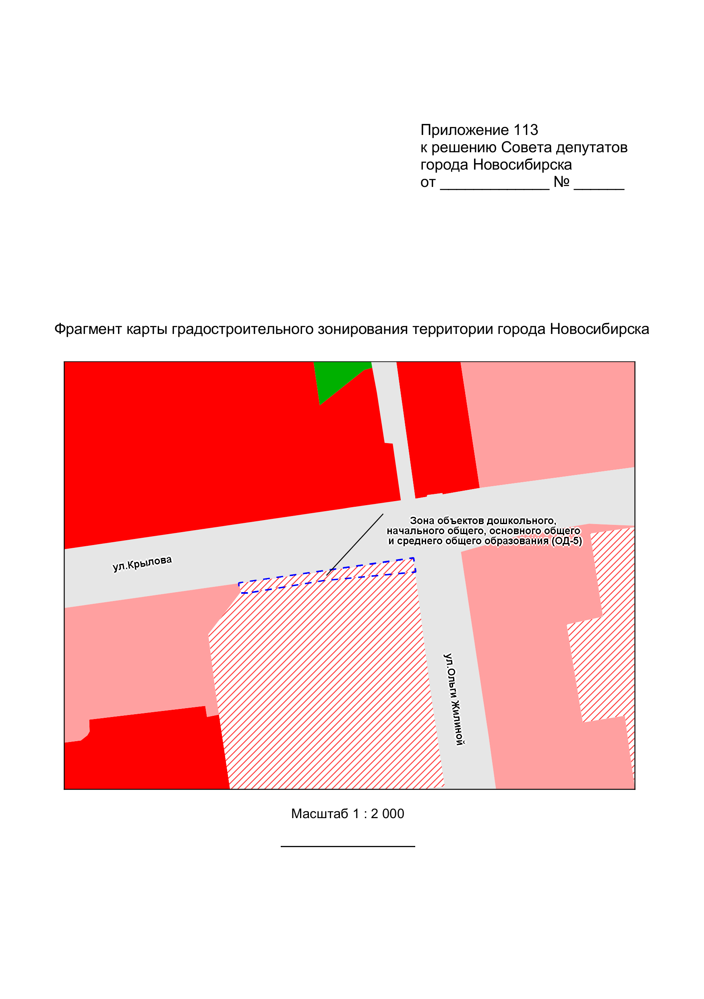 Приложение 113
к решению Совета депутатов
города Новосибирска
от _____________ № ______
Фрагмент карты градостроительного зонирования территории города Новосибирска
Зона объектов дошкольного,
начального общего, основного общего
и среднего общего образования (ОД-5)
ул.Крылова
ул.Ольги Жилиной
Масштаб 1 : 2 000